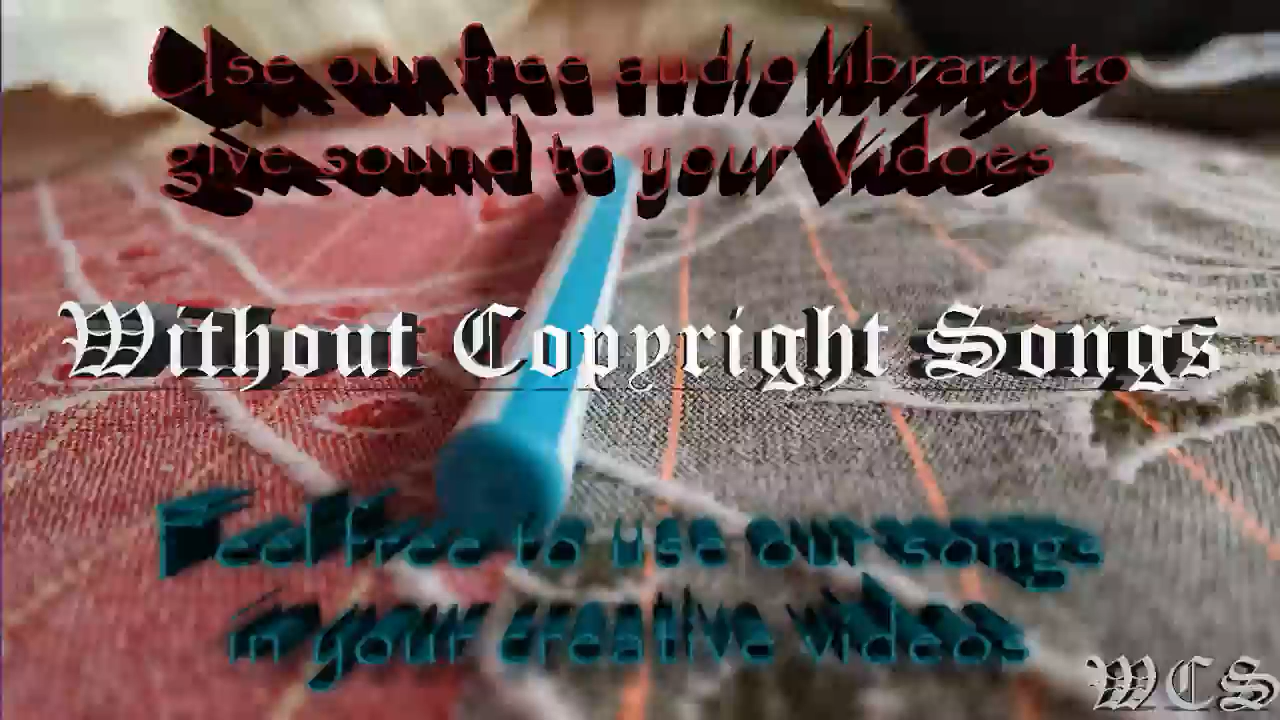 Use our free audio library to
give sound to your Vidoes
Without Copyright Songs
Feel free to use our songs
in your creative videos
WCS